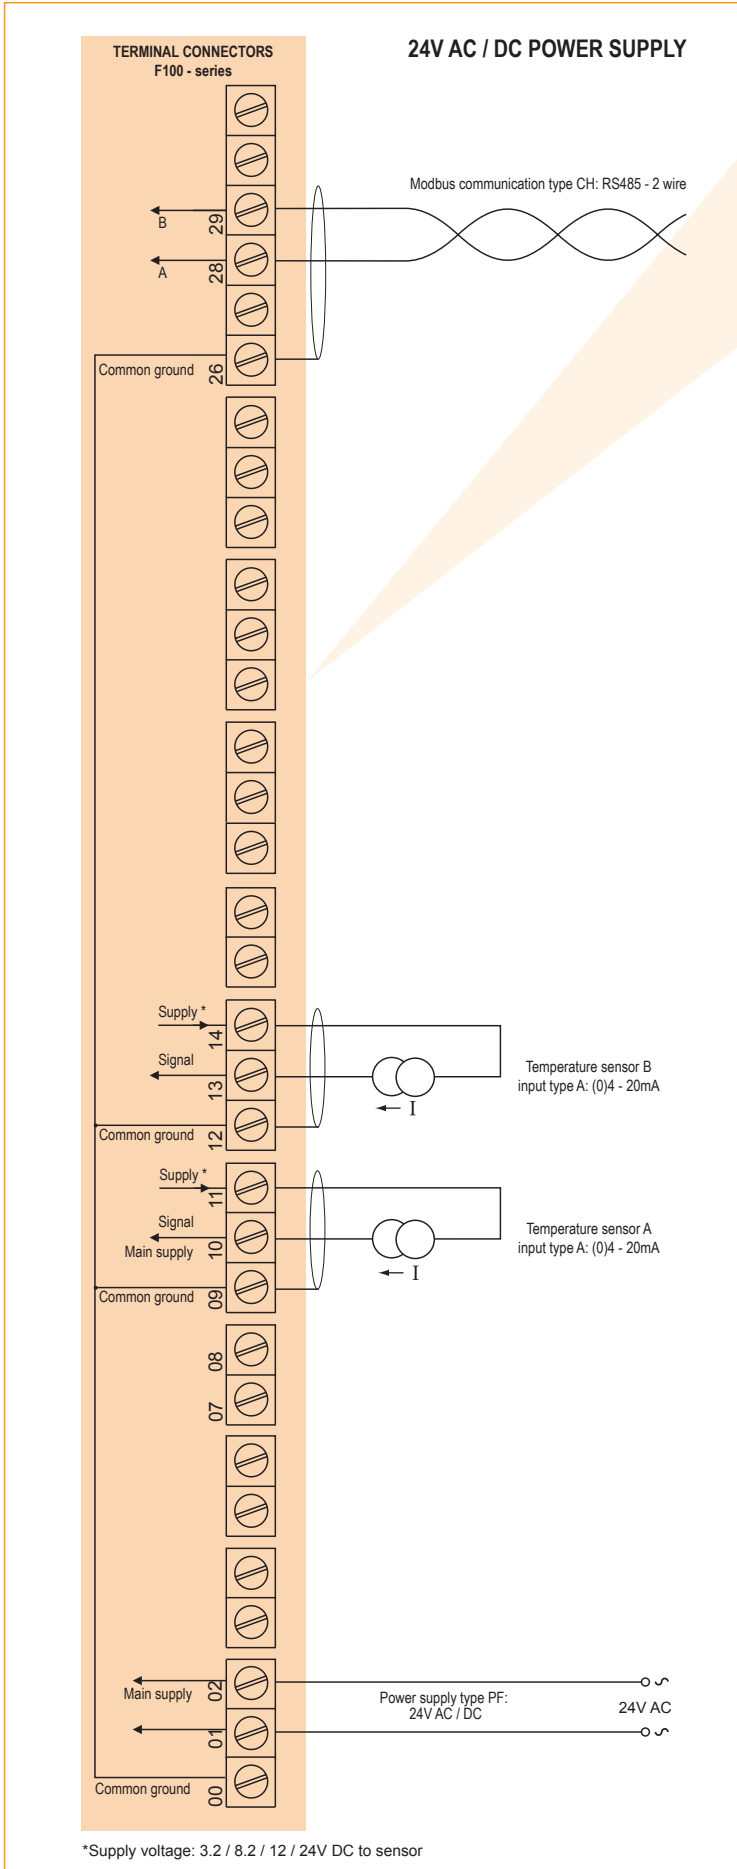 TERMINAL CONNECTORS
F100 - series
24V AC / DC POWER SUPPLY
Modbus communication type CH: RS485 - 2 wire
B
29
A
28
Common ground
26
Supply *
14
Signal
13
Temperature sensor B
input type A: (0)4 - 20mA
I
Common ground
12
Supply *
11
Signal
Main supply
10
Temperature sensor A
input type A: (0)4 - 20mA
I
Common ground
09
08
07
Main supply
02
Power supply type PF:
24V AC / DC
24V AC
01
Common ground
00
*Supply voltage: 3.2 / 8.2 / 12 / 24V DC to sensor